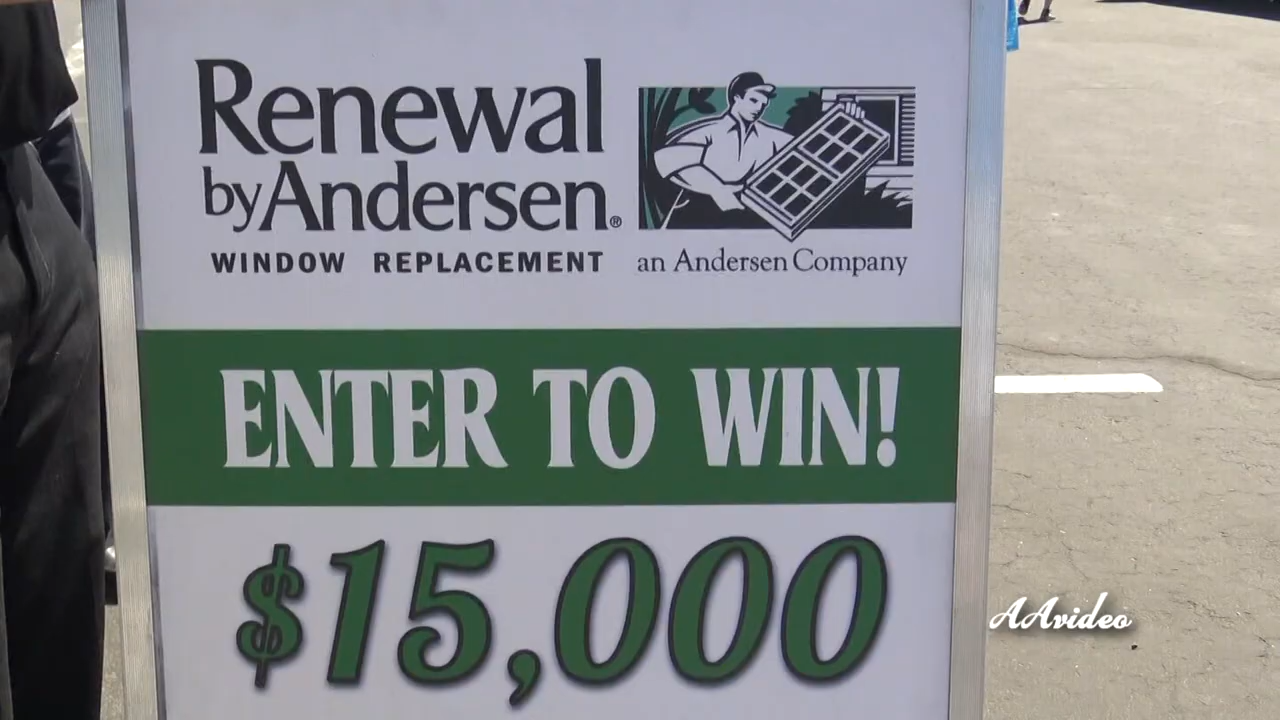 Renewal
by Andersen®
WINDOW REPLACEMENT
an Andersen Company
ENTER TO WIN!
$15,000
AAvideo